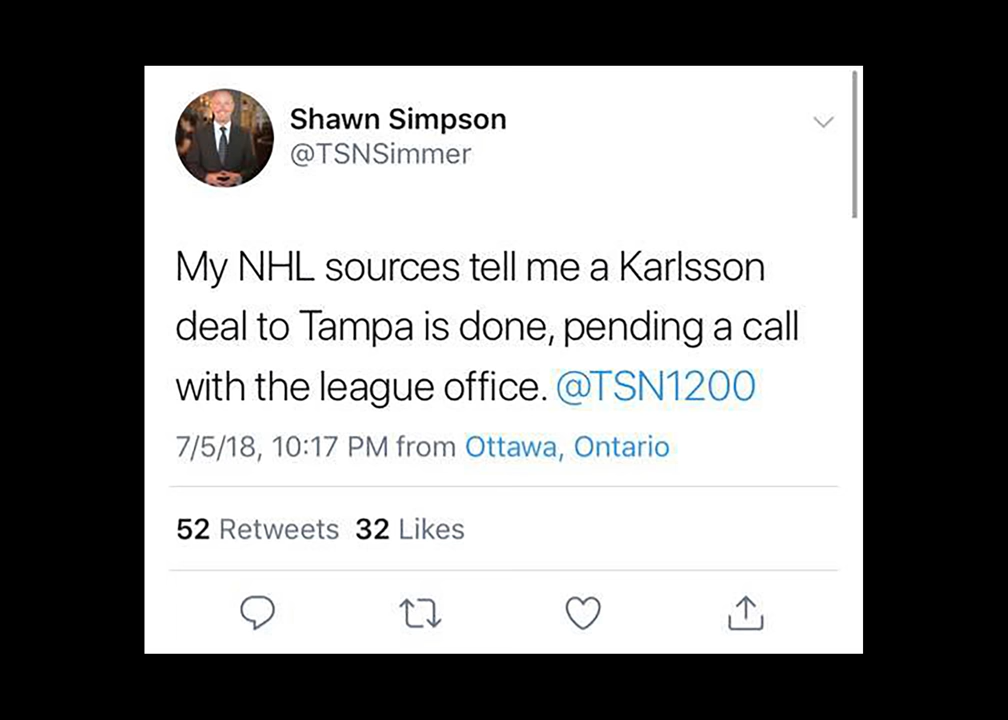 Shawn Simpson
@TSNSimmer
My NHL sources tell me a Karlsson
deal to Tampa is done, pending a call
with the league office. @TSN1200
7/5/18, 10:17 PM from Ottawa, Ontario
52 Retweets 32 Likes